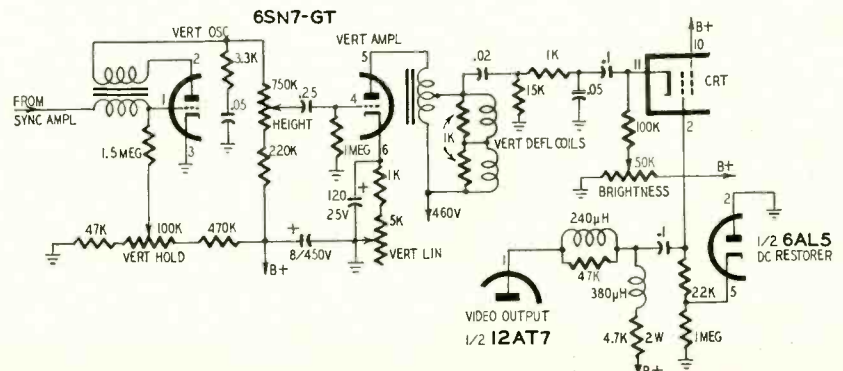 6SN7-GT
VERT OSC
2
3.3K
.05
FROM
SYNC AMPL
1
3
1.5 MEG
750K
HEIGHT
.25
220K
47K
100K
VERT HOLD
470K
B+
8/450V
+
VERT AMPL
5
4
6
1MEG
120
25V
+
1K
5K
VERT LIN
460V
1K
VERT DEFL COILS
.02
15K
1K
.05
.1
11
10
B+
CRT
2
100K
50K
BRIGHTNESS
B+
VIDEO OUTPUT
1/2 12AT7
1
240µH
47K
380µH
4.7K
2W
B+
.1
22K
1MEG
2
5
1/2 6AL5
DC RESTORER